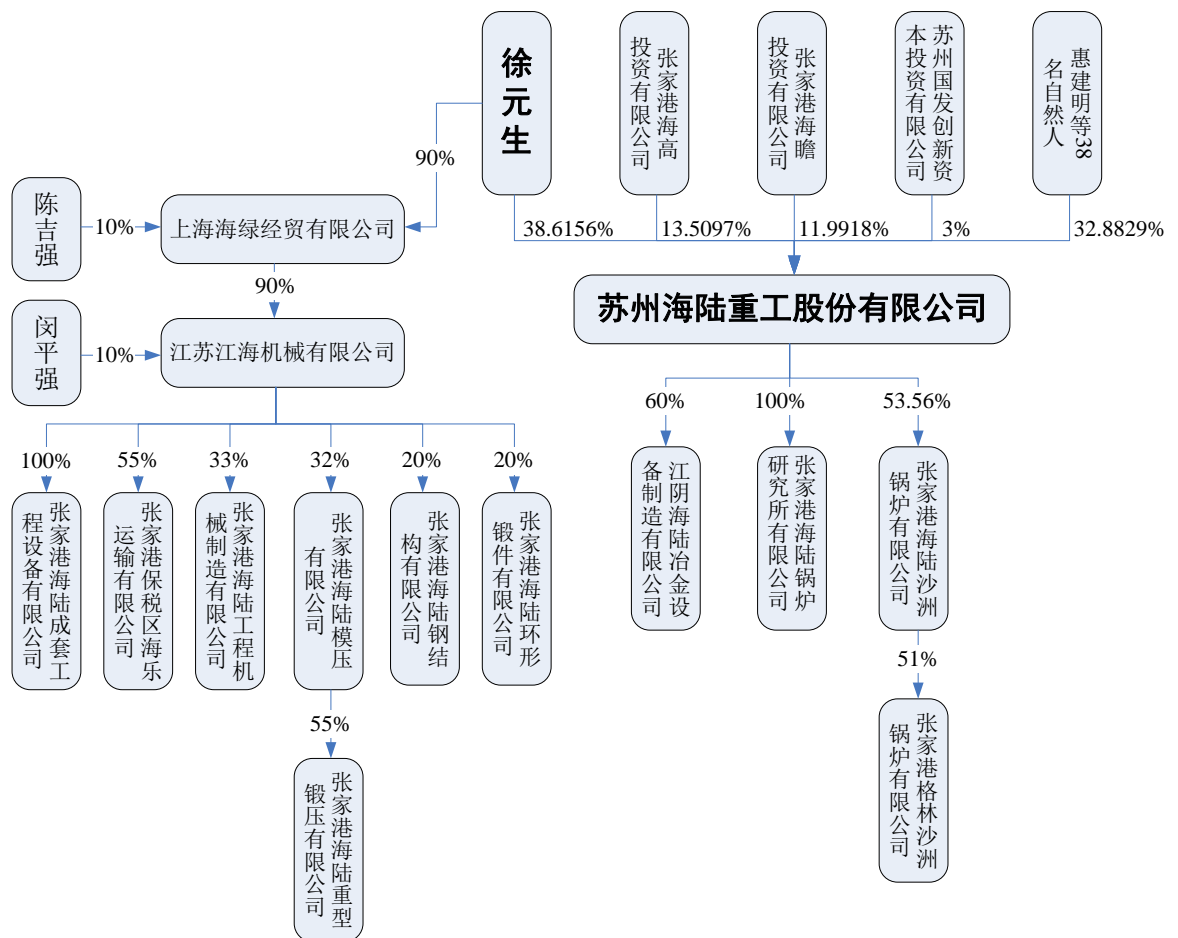 徐元生
张家港海高
投资有限公司
张家港海瞻
投资有限公司
苏州国发创新资
本投资有限公司
惠建明等38
名自然人
90%
陈吉强
10%
上海海绿经贸有限公司
38.6156%
13.5097%
11.9918%
3%
32.8829%
90%
苏州海陆重工股份有限公司
闵平强
10%
江苏江海机械有限公司
60%
100%
53.56%
100%
55%
33%
32%
20%
20%
张家港海陆成套工
程设备有限公司
张家港保税区海乐
运输有限公司
张家港海陆工程机
械制造有限公司
张家港海陆模压
有限公司
张家港海陆钢结
构有限公司
张家港海陆环形
锻件有限公司
江阴海陆冶金设
备制造有限公司
张家港海陆锅炉
研究所有限公司
张家港海陆沙洲
锅炉有限公司
51%
55%
张家港海陆重型
锻压有限公司
张家港格林沙洲
锅炉有限公司